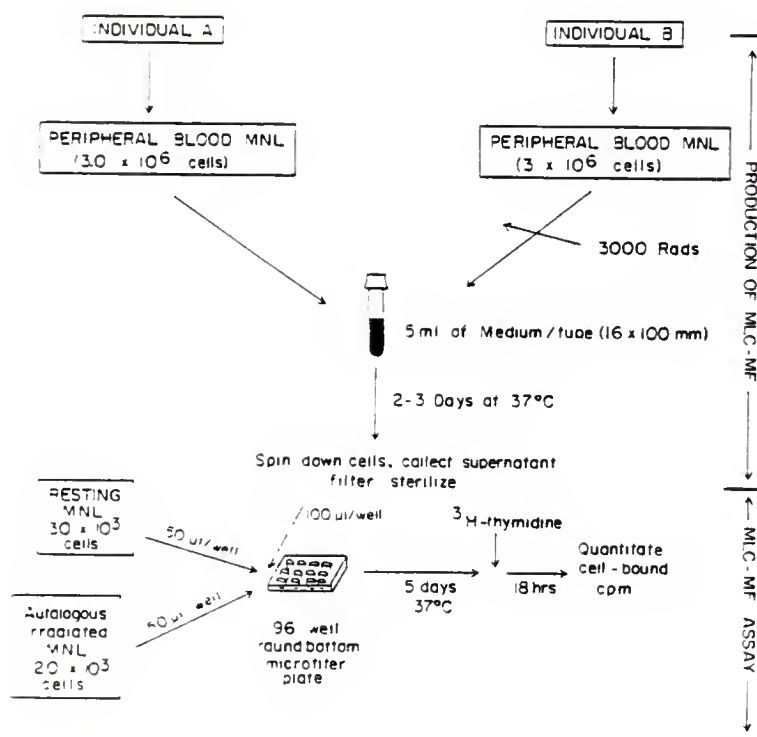 INDIVIDUAL A
INDIVIDUAL B
PERIPHERAL BLOOD MNL
(3.0 x 10⁶ cells)
PERIPHERAL BLOOD MNL
(3 x 10⁶ cells)
3000 Rads
5 ml of Medium/tube (16 x 100 mm)
2-3 Days at 37°C
Spin down cells, collect supernatant
filter sterilize
PRODUCTION OF MLC-MF
RESTING
MNL
30 x 10³
cells
50 µl/well
100 µl/well
³H-thymidine
Autologous
irradiated
MNL
20 x 10³
cells
50 µl/well
96 well
round bottom
microtiter
plate
5 days
37°C
18 hrs
Quantitate
cell-bound
cpm
MLC-MF ASSAY